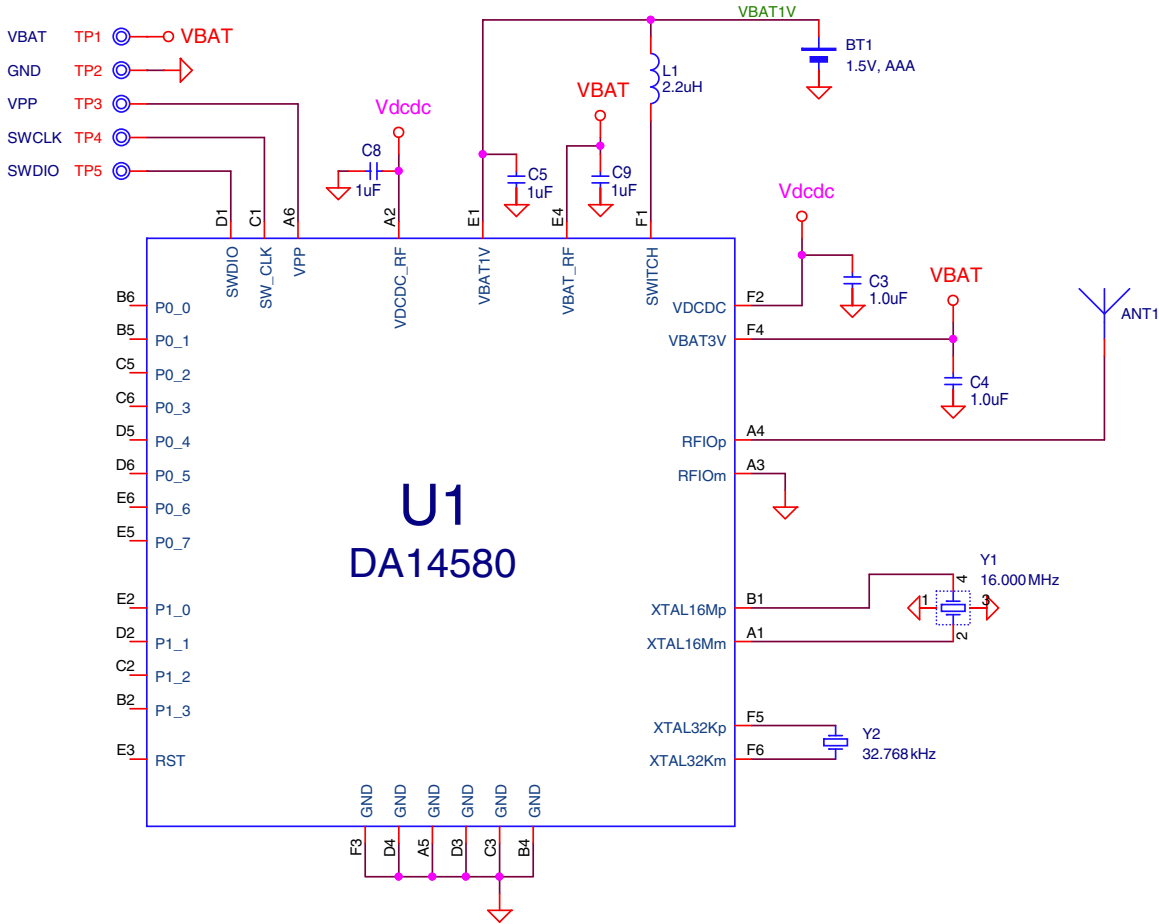 VBAT1V
VBAT TP1 VBAT
GND TP2
VPP TP3
SWCLK TP4
SWDIO TP5
BT1
1.5V, AAA
L1
2.2uH
VBAT
Vdcdc
C8
1uF
C5
1uF
C9
1uF
Vdcdc
C3
1.0uF
VBAT
C4
1.0uF
ANT1
D1 C1 A6 A2 E1 E4 F1
SWDIO SW_CLK VPP VDCDC_RF VBAT1V VBAT_RF SWITCH
B6 P0_0
B5 P0_1
C5 P0_2
C6 P0_3
D5 P0_4
D6 P0_5
E6 P0_6
E5 P0_7
E2 P1_0
D2 P1_1
C2 P1_2
B2 P1_3
E3 RST
U1
DA14580
VDCDC F2
VBAT3V F4
RFIOp A4
RFIOm A3
XTAL16Mp B1
XTAL16Mm A1
XTAL32Kp F5
XTAL32Km F6
Y1
16.000MHz
4
1 3
2
Y2
32.768kHz
GND GND GND GND GND GND
F3 D4 A5 D3 C3 B4